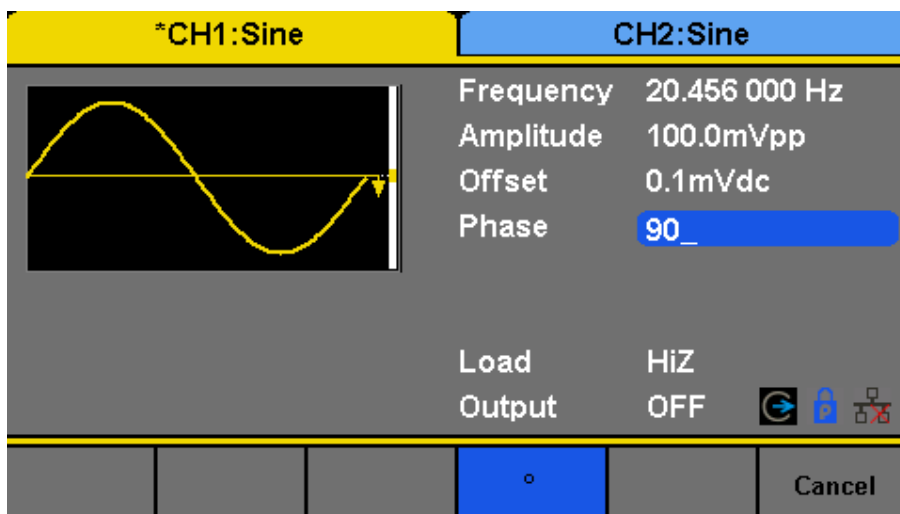 *CH1:Sine
CH2:Sine
Frequency 20.456 000 Hz
Amplitude 100.0mVpp
Offset 0.1mVdc
Phase 90_
Load HiZ
Output OFF P
° Cancel